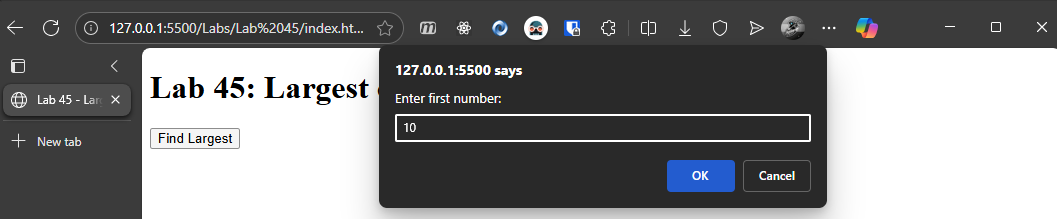 127.0.0.1:5500/Labs/Lab%2045/index.ht...
Lab 45 - Lar
New tab
Lab 45: Largest
Find Largest
127.0.0.1:5500 says
Enter first number:
10
OK
Cancel